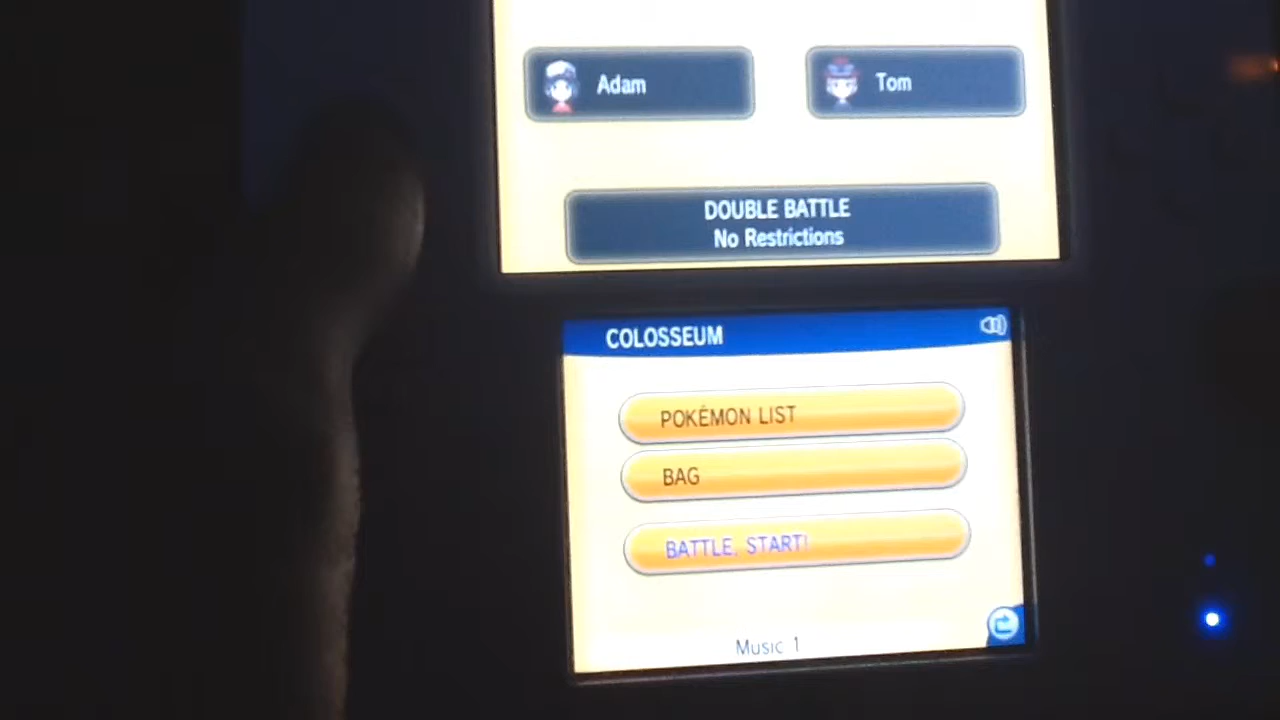 Adam
Tom
DOUBLE BATTLE
No Restrictions
COLOSSEUM
POKÉMON LIST
BAG
BATTLE, START!
Music 1